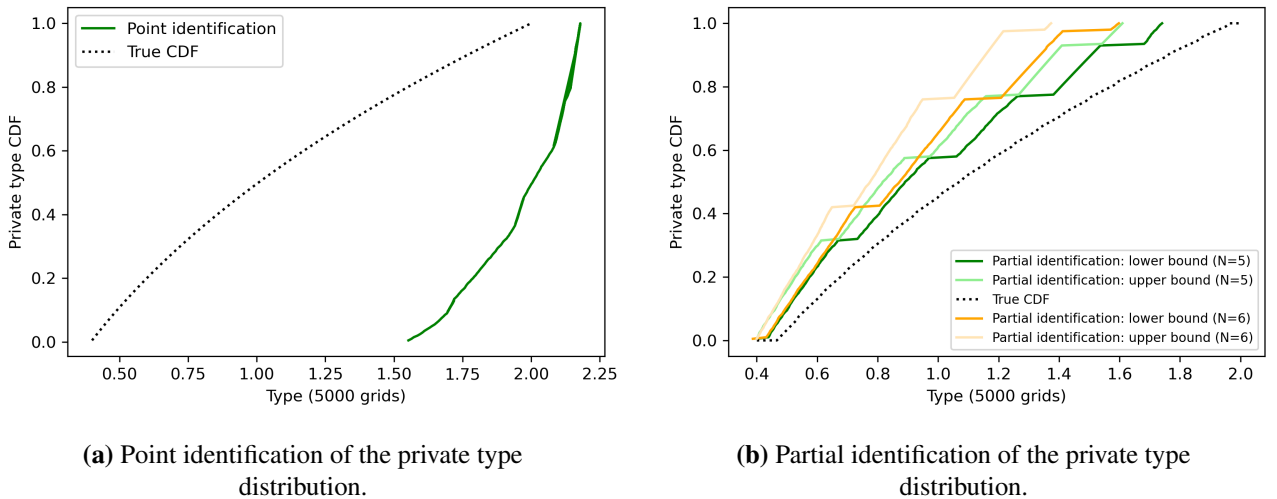 Point identification
True CDF
Private type CDF
1.0
0.8
0.6
0.4
0.2
0.0
0.50 0.75 1.00 1.25 1.50 1.75 2.00 2.25
Type (5000 grids)
(a) Point identification of the private type
distribution.
Private type CDF
1.0
0.8
0.6
0.4
0.2
0.0
Partial identification: lower bound (N=5)
Partial identification: upper bound (N=5)
True CDF
Partial identification: lower bound (N=6)
Partial identification: upper bound (N=6)
0.4 0.6 0.8 1.0 1.2 1.4 1.6 1.8 2.0
Type (5000 grids)
(b) Partial identification of the private type
distribution.